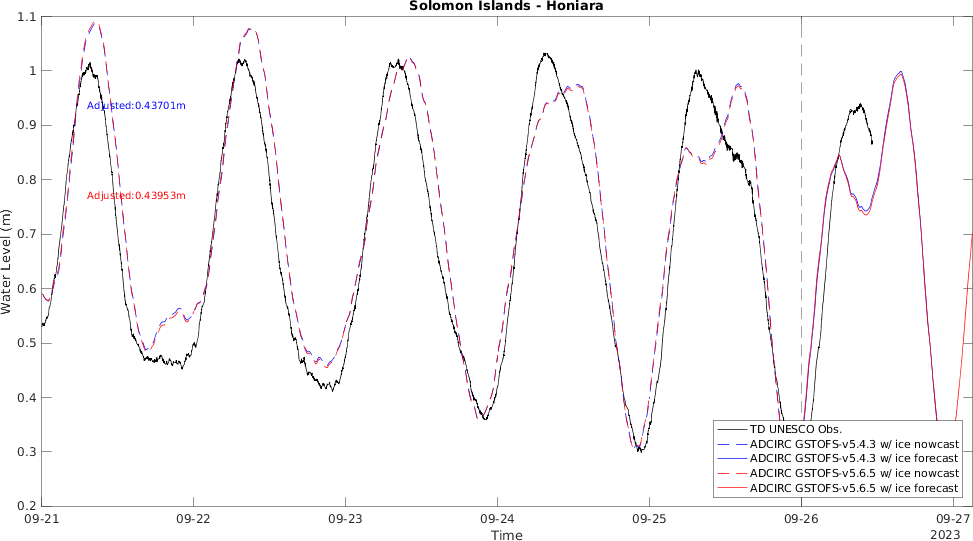 Solomon Islands - Honiara
1.1
1
0.9
0.8
0.7
0.6
0.5
0.4
0.3
0.2
Water Level (m)
Adjusted:0.43701m
Adjusted:0.43953m
TD UNESCO Obs.
ADCIRC GSTOFS-v5.4.3 w/ ice nowcast
ADCIRC GSTOFS-v5.4.3 w/ ice forecast
ADCIRC GSTOFS-v5.6.5 w/ ice nowcast
ADCIRC GSTOFS-v5.6.5 w/ ice forecast
09-21 09-22 09-23 09-24 09-25 09-26 09-27
Time
2023